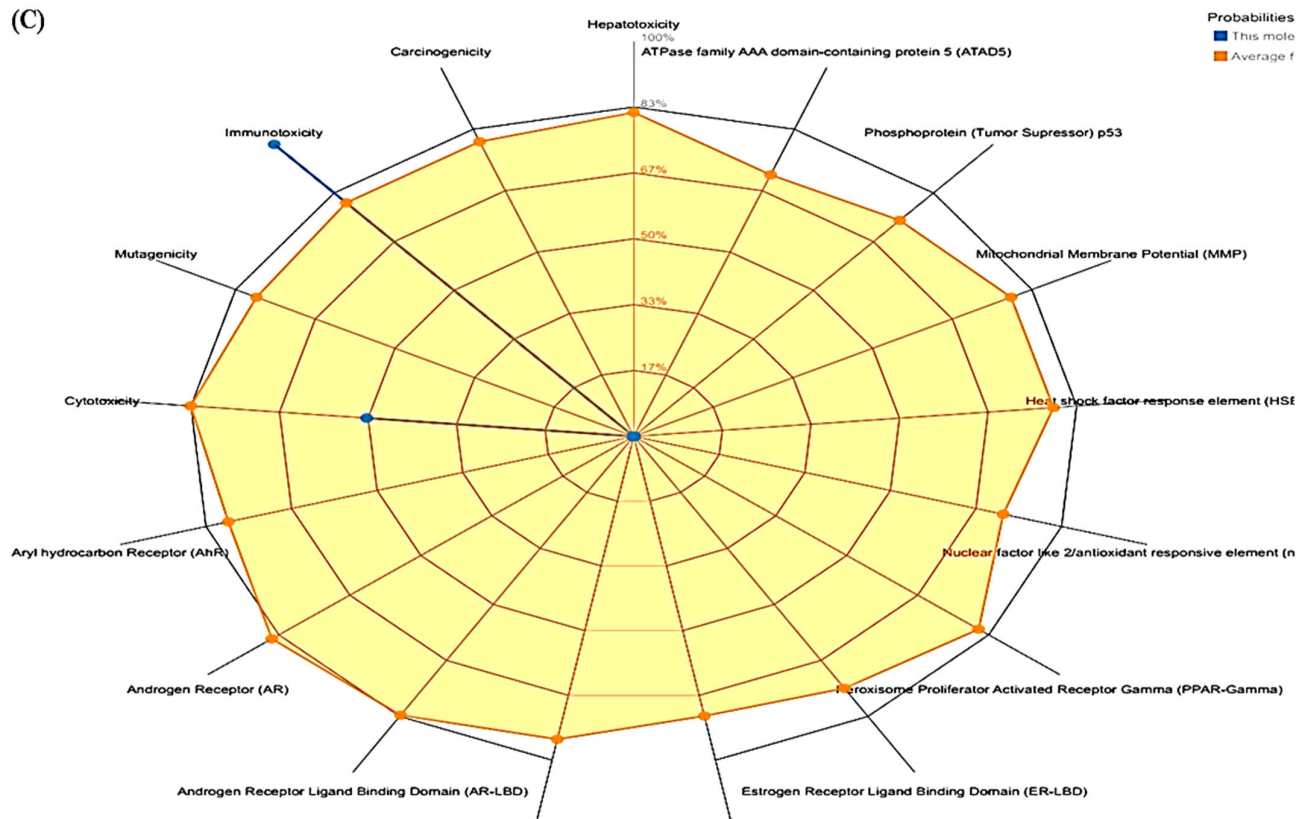 (C)
Probabilities
This mole
Average f
Hepatotoxicity
100%
ATPase family AAA domain-containing protein 5 (ATAD5)
Carcinogenicity
83%
Phosphoprotein (Tumor Supressor) p53
Immunotoxicity
67%
50%
Mitochondrial Membrane Potential (MMP)
Mutagenicity
33%
17%
Cytotoxicity
Heat shock factor response element (HSE
Aryl hydrocarbon Receptor (AhR)
Nuclear factor like 2/antioxidant responsive element (n
Androgen Receptor (AR)
Peroxisome Proliferator Activated Receptor Gamma (PPAR-Gamma)
Androgen Receptor Ligand Binding Domain (AR-LBD)
Estrogen Receptor Ligand Binding Domain (ER-LBD)